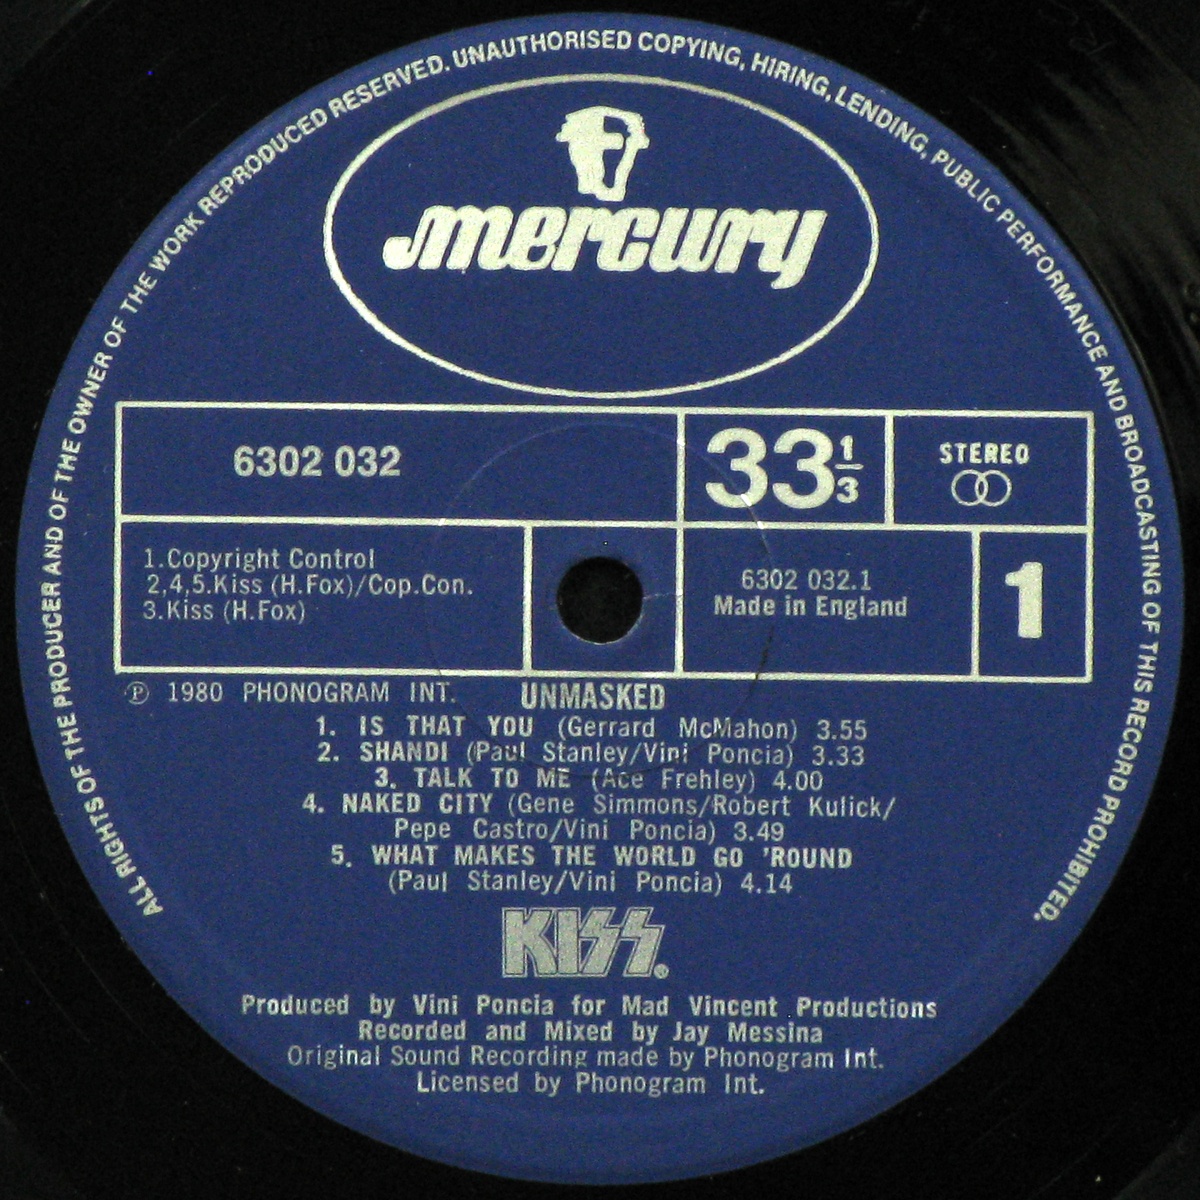 ALL RIGHTS OF THE PRODUCER AND OF THE OWNER OF THE WORK REPRODUCED RESERVED. UNAUTHORISED COPYING, HIRING, LENDING, PUBLIC PERFORMANCE AND BROADCASTING OF THIS RECORD PROHIBITED.
mercury
6302 032
33 1/3
STEREO
1.Copyright Control
2,4,5.Kiss (H.Fox)/Cop.Con.
3.Kiss (H.Fox)
6302 032.1
Made in England
1
Ⓟ 1980 PHONOGRAM INT. UNMASKED
1. IS THAT YOU (Gerrard McMahon) 3.55
2. SHANDI (Paul Stanley/Vini Poncia) 3.33
3. TALK TO ME (Ace Frehley) 4.00
4. NAKED CITY (Gene Simmons/Robert Kulick/
Pepe Castro/Vini Poncia) 3.49
5. WHAT MAKES THE WORLD GO 'ROUND
(Paul Stanley/Vini Poncia) 4.14
KISS®
Produced by Vini Poncia for Mad Vincent Productions
Recorded and Mixed by Jay Messina
Original Sound Recording made by Phonogram Int.
Licensed by Phonogram Int.